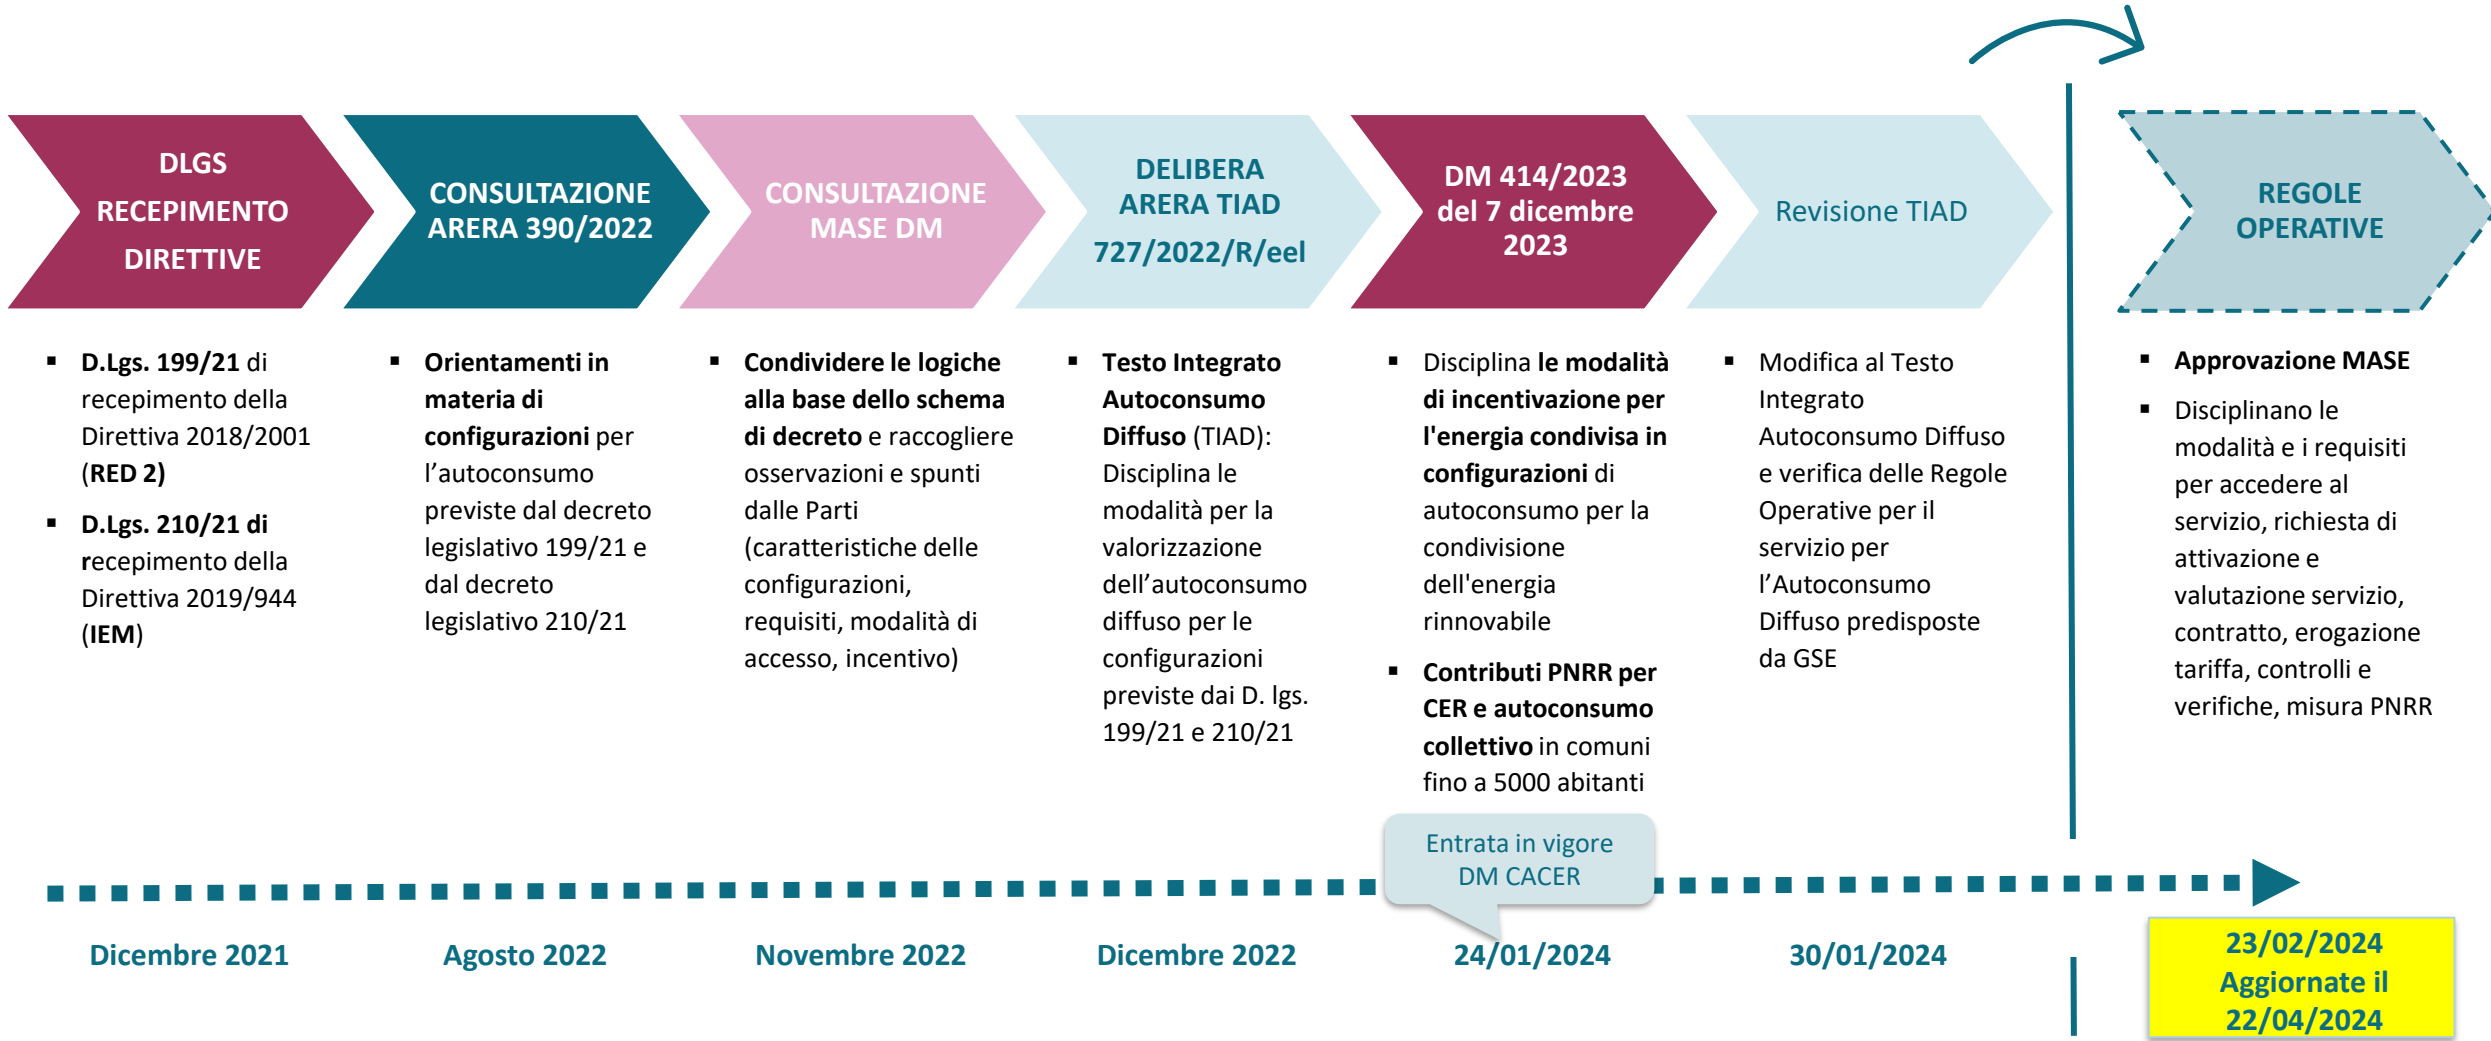 DLGS
RECEPIMENTO
DIRETTIVE
CONSULTAZIONE
ARERA 390/2022
CONSULTAZIONE
MASE DM
DELIBERA
ARERA TIAD
727/2022/R/eel
DM 414/2023
del 7 dicembre
2023
Revisione TIAD
REGOLE
OPERATIVE
▪ D.Lgs. 199/21 di
recepimento della
Direttiva 2018/2001
(RED 2)
▪ D.Lgs. 210/21 di
recepimento della
Direttiva 2019/944
(IEM)
▪ Orientamenti in
materia di
configurazioni per
l’autoconsumo
previste dal decreto
legislativo 199/21 e
dal decreto
legislativo 210/21
▪ Condividere le logiche
alla base dello schema
di decreto e raccogliere
osservazioni e spunti
dalle Parti
(caratteristiche delle
configurazioni,
requisiti, modalità di
accesso, incentivo)
▪ Testo Integrato
Autoconsumo
Diffuso (TIAD):
Disciplina le
modalità per la
valorizzazione
dell’autoconsumo
diffuso per le
configurazioni
previste dai D. lgs.
199/21 e 210/21
▪ Disciplina le modalità
di incentivazione per
l'energia condivisa in
configurazioni di
autoconsumo per la
condivisione
dell'energia
rinnovabile
▪ Contributi PNRR per
CER e autoconsumo
collettivo in comuni
fino a 5000 abitanti
▪ Modifica al Testo
Integrato
Autoconsumo Diffuso
e verifica delle Regole
Operative per il
servizio per
l’Autoconsumo
Diffuso predisposte
da GSE
▪ Approvazione MASE
▪ Disciplinano le
modalità e i requisiti
per accedere al
servizio, richiesta di
attivazione e
valutazione servizio,
contratto, erogazione
tariffa, controlli e
verifiche, misura PNRR
Entrata in vigore
DM CACER
Dicembre 2021
Agosto 2022
Novembre 2022
Dicembre 2022
24/01/2024
30/01/2024
23/02/2024
Aggiornate il
22/04/2024